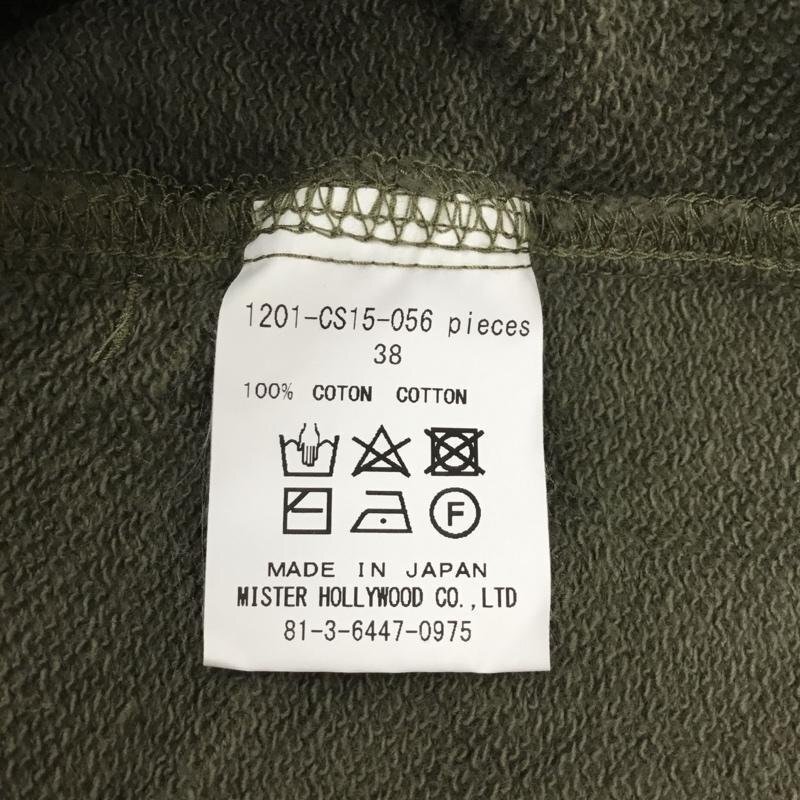 1201-CS15-056 pieces
38
100% COTON COTTON
F
MADE IN JAPAN
MISTER HOLLYWOOD CO.,LTD
81-3-6447-0975